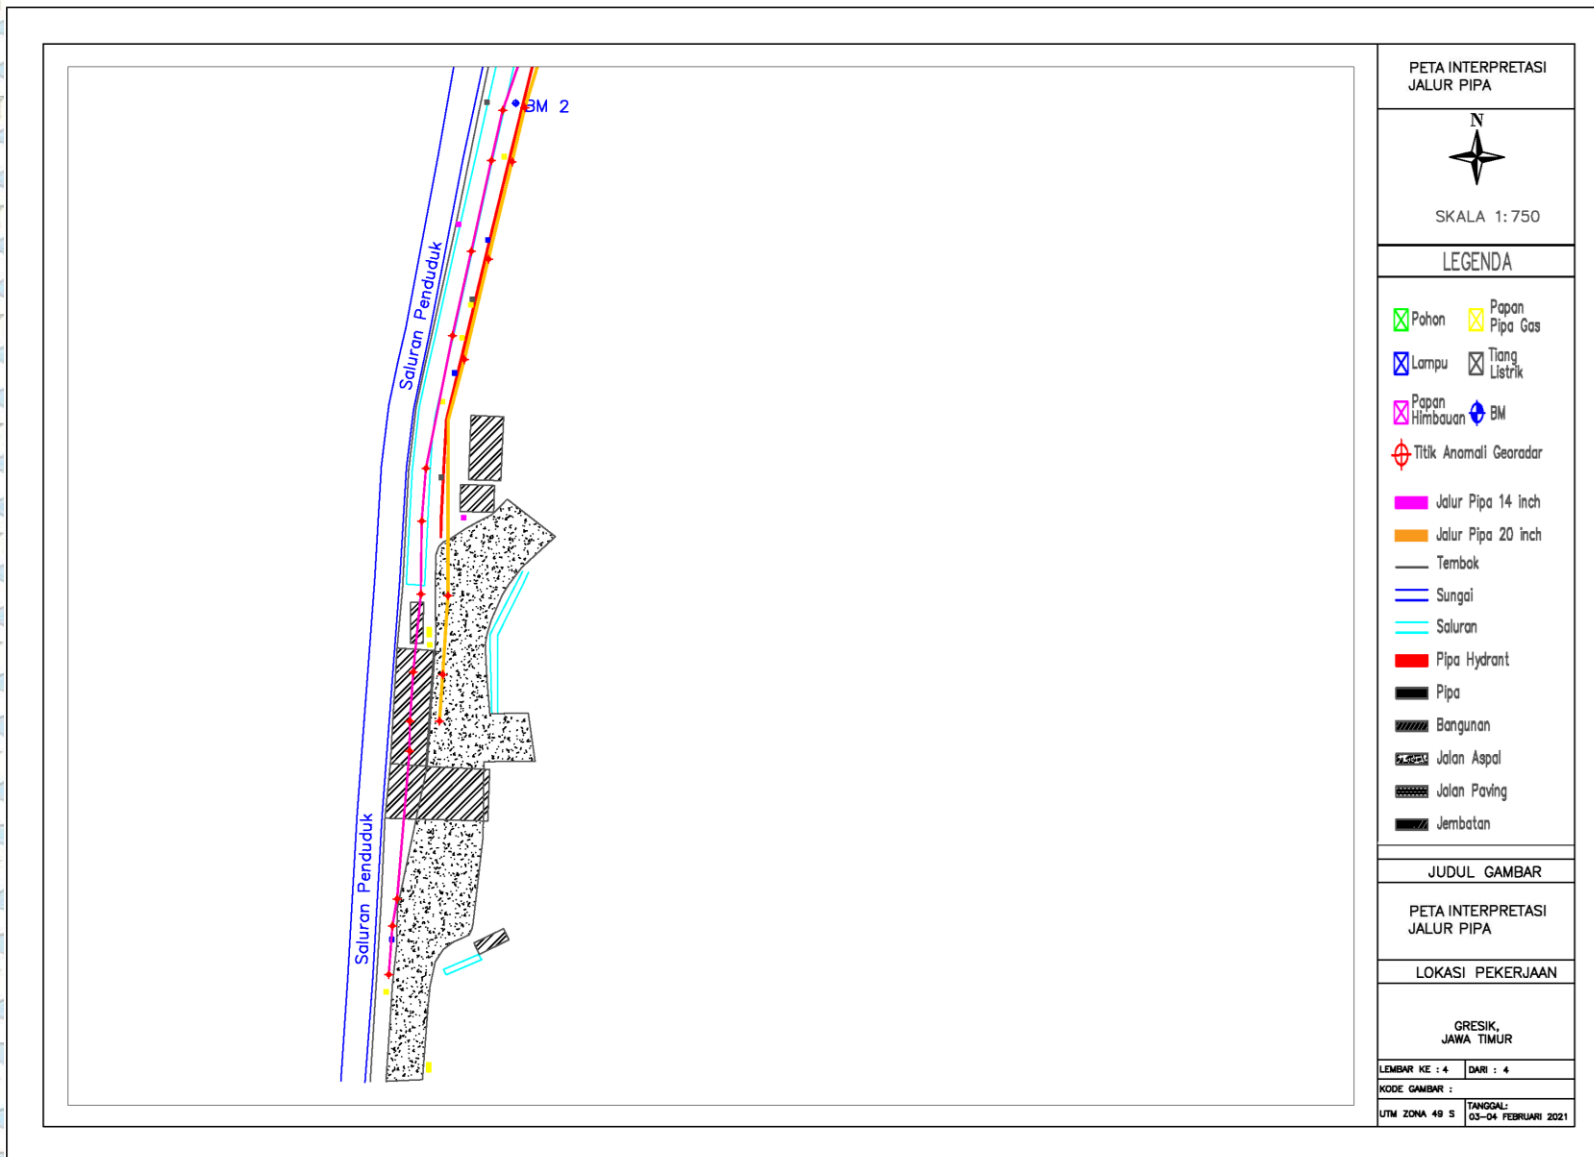 BM 2
Saluran Penduduk
Saluran Penduduk
PETA INTERPRETASI
JALUR PIPA
N
SKALA 1:750
LEGENDA
Pohon
Papan
Pipa Gas
Lampu
Tiang
Listrik
Papan
Himbauan
BM
Titik Anomali Georadar
Jalur Pipa 14 inch
Jalur Pipa 20 inch
Tembok
Sungai
Saluran
Pipa Hydrant
Pipa
Bangunan
Jalan Aspal
Jalan Paving
Jembatan
JUDUL GAMBAR
PETA INTERPRETASI
JALUR PIPA
LOKASI PEKERJAAN
GRESIK,
JAWA TIMUR
LEMBAR KE : 4 DARI : 4
KODE GAMBAR :
UTM ZONA 49 S
TANGGAL:
03-04 FEBRUARI 2021